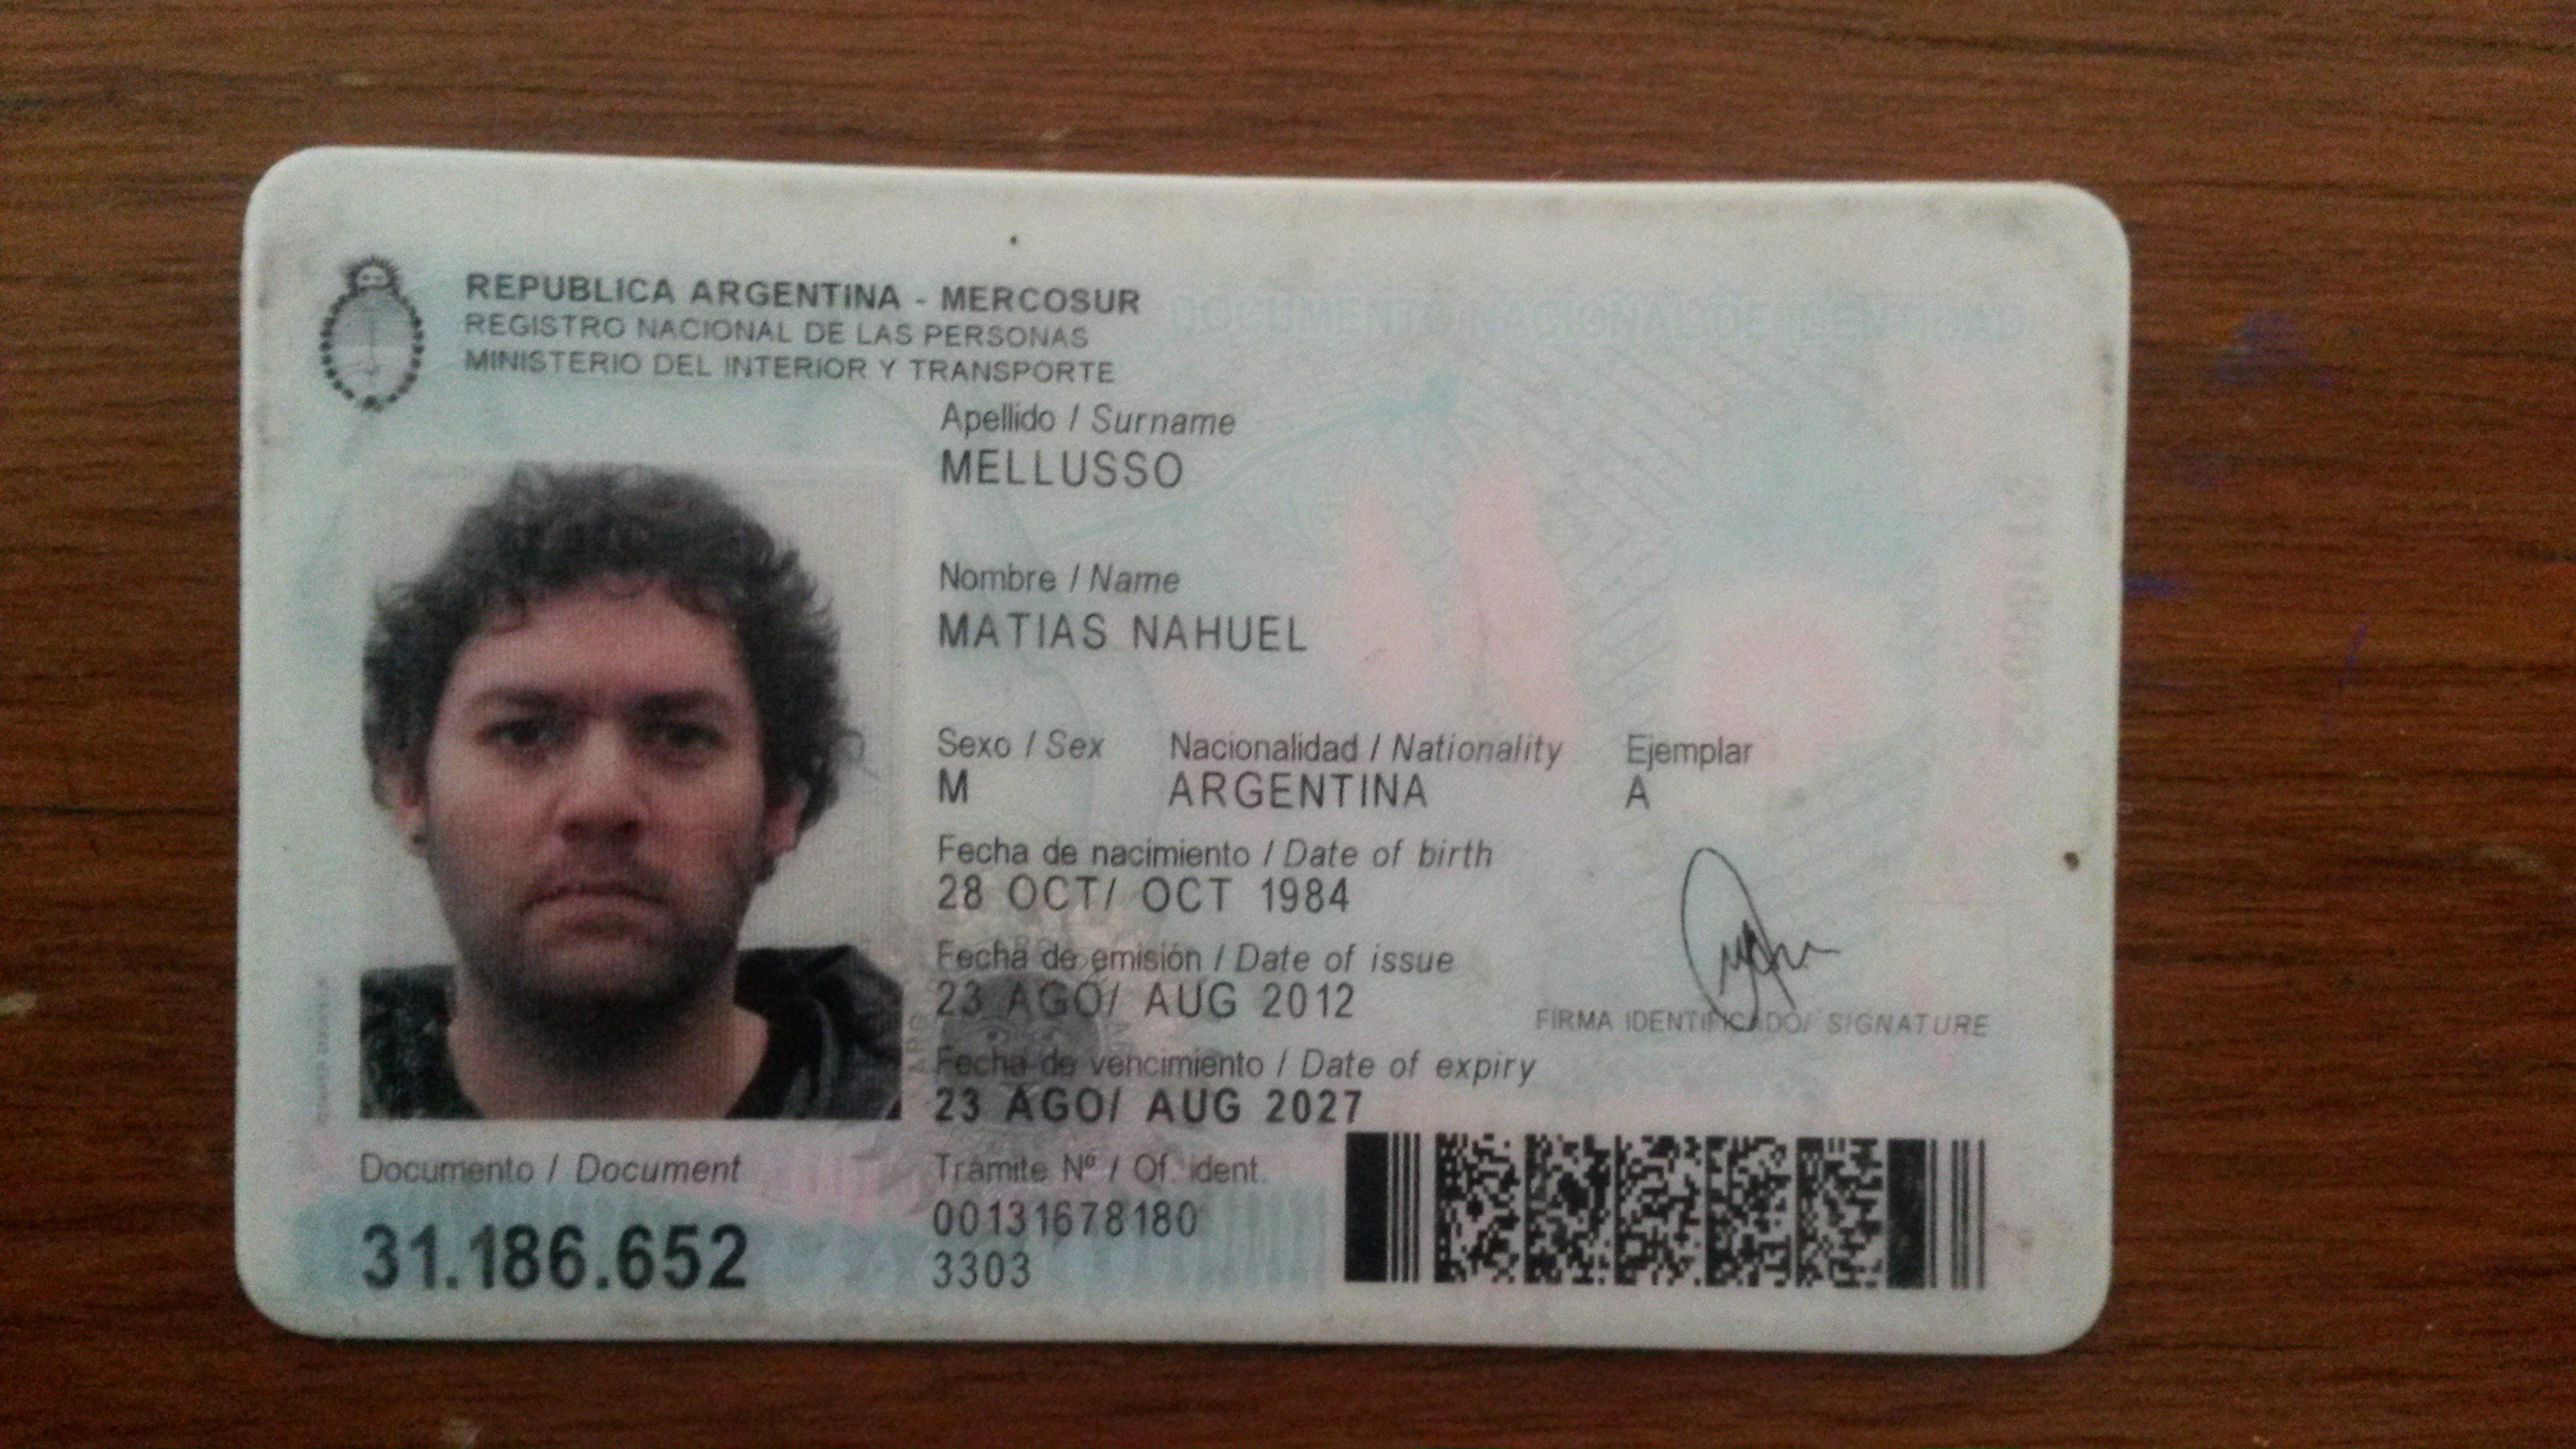 REPUBLICA ARGENTINA - MERCOSUR
REGISTRO NACIONAL DE LAS PERSONAS
MINISTERIO DEL INTERIOR Y TRANSPORTE
Apellido / Surname
MELLUSSO
Nombre / Name
MATIAS NAHUEL
Sexo / Sex Nacionalidad / Nationality Ejemplar
M ARGENTINA A
Fecha de nacimiento / Date of birth
28 OCT/ OCT 1984
Fecha de emisión / Date of issue
23 AGO/ AUG 2012
Fecha de vencimiento / Date of expiry
23 AGO/ AUG 2027
FIRMA IDENTIFICADO/ SIGNATURE
Documento / Document
31.186.652
Trámite Nº / Of. ident.
00131678180
3303